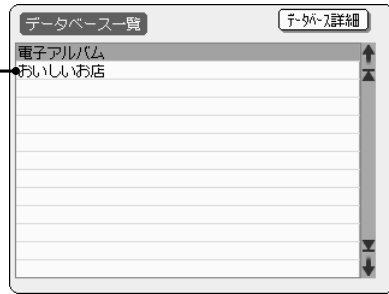 データベース一覧
ﾃﾞｰﾀﾍﾞｰｽ詳細
電子アルバム
おいしいお店